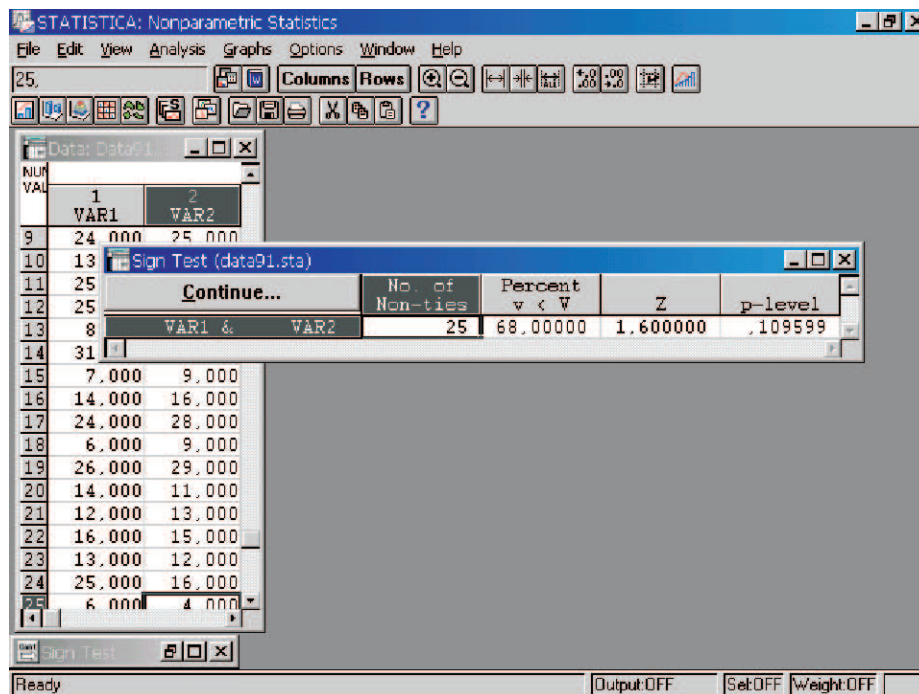 STATISTICA: Nonparametric Statistics
File Edit View Analysis Graphs Options Window Help
25, Columns Rows
Data: Data91
NUM
VAL
1 2
VAR1 VAR2
9 24,000 25,000
10 13
11 25
12 25
13 8
14 31
Sign Test (data91.sta)
Continue... No. of Non-ties Percent v < V Z p-level
VAR1 & VAR2 25 68,00000 1,600000 ,109599
15 7,000 9,000
16 14,000 16,000
17 24,000 28,000
18 6,000 9,000
19 26,000 29,000
20 14,000 11,000
21 12,000 13,000
22 16,000 15,000
23 13,000 12,000
24 25,000 16,000
25 6,000 4,000
Sign Test
Ready Output:OFF Sel:OFF Weight:OFF